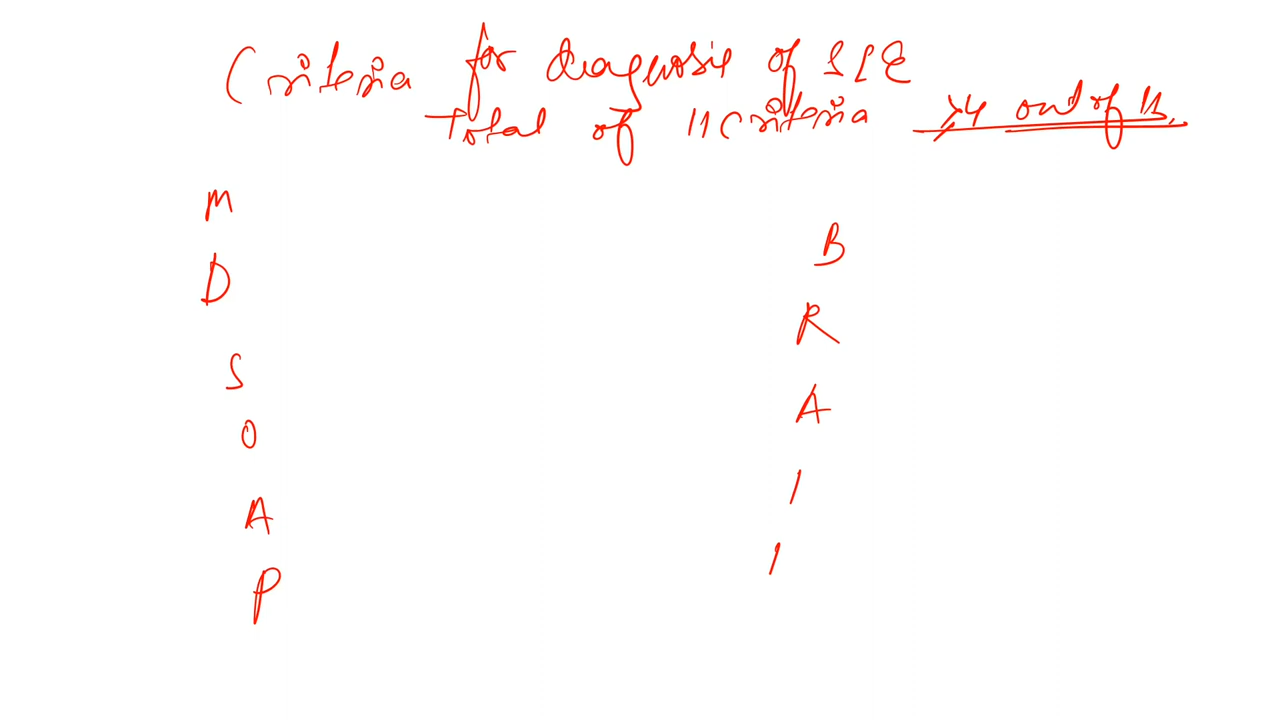 Criteria for diagnosis of SLE
Total of 11 criteria ≥4 out of 11.
M
D
S
O
A
P
B
R
A
I
I